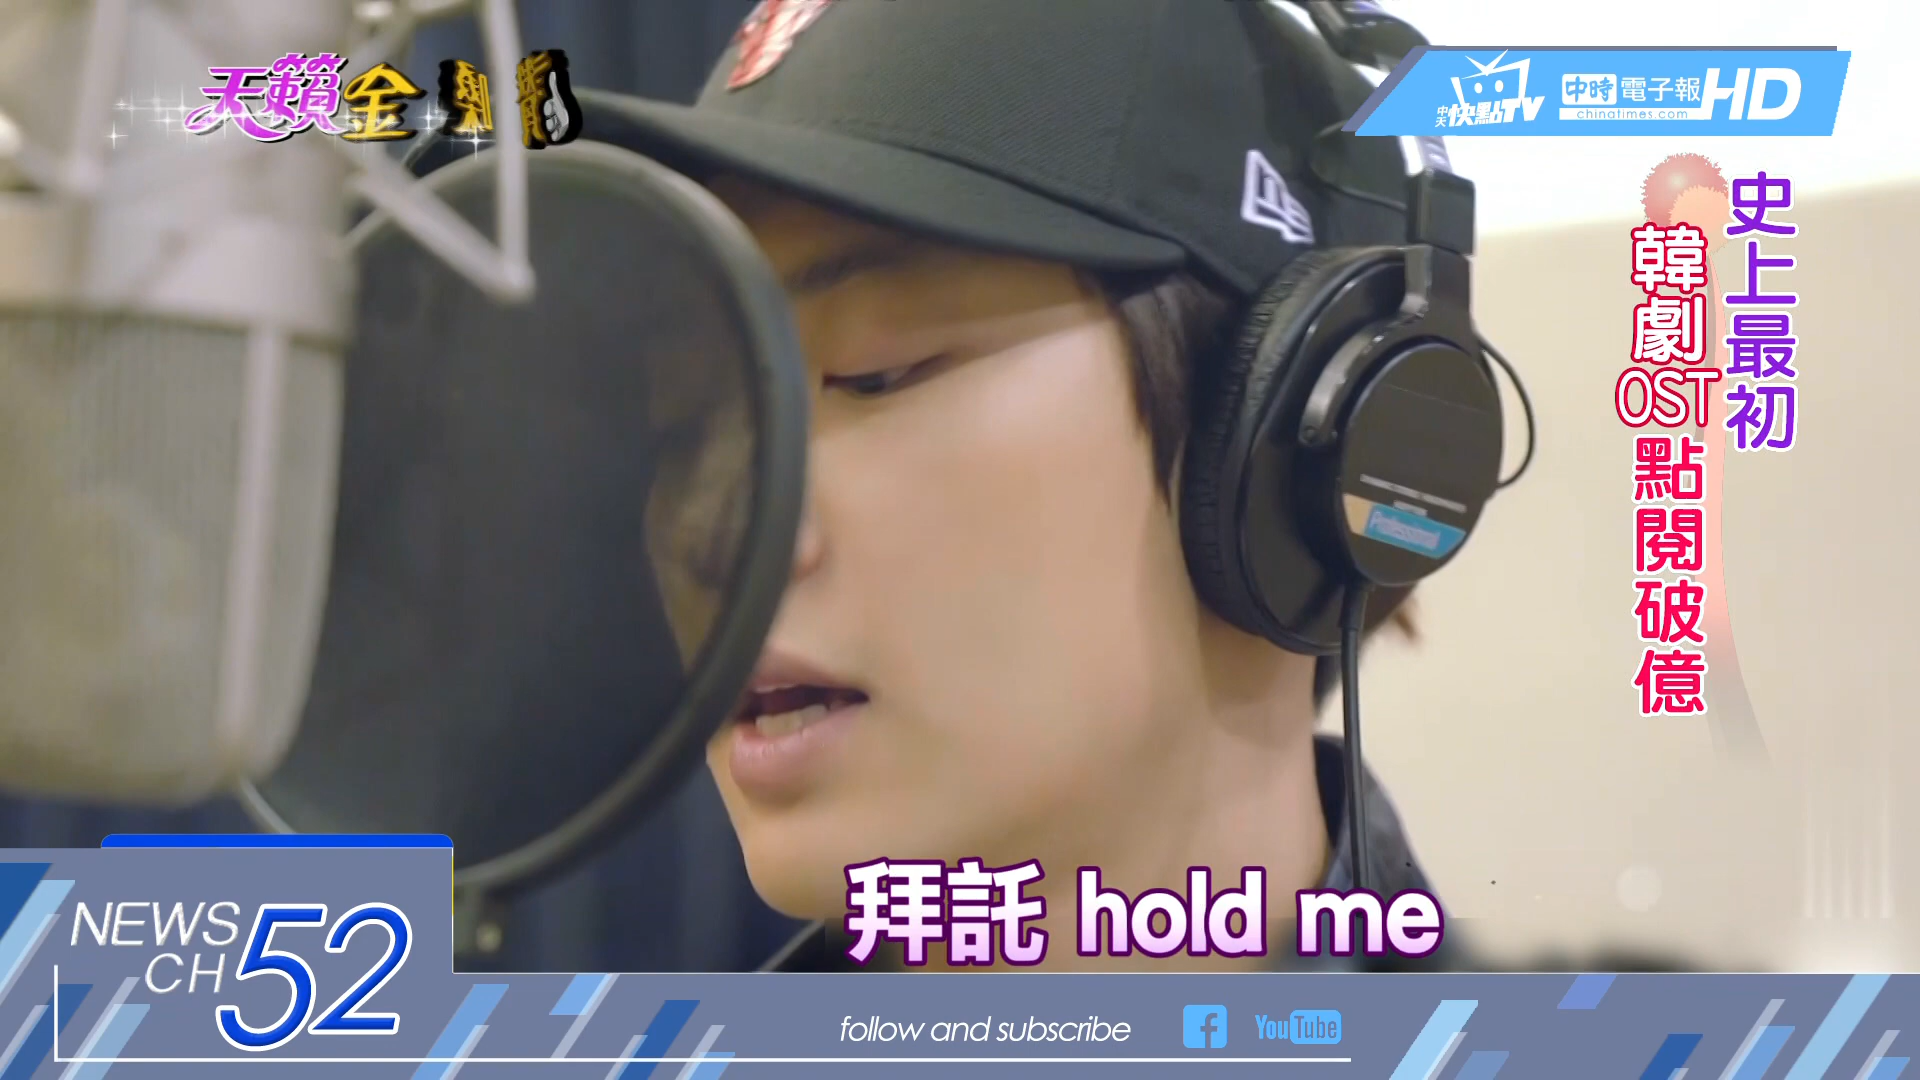 天籟金
中天快點TV 中時電子報 HD
chinatimes.com
史上最初
韓劇OST點閱破億
Professional
拜託 hold me
NEWS
CH 52
follow and subscribe
YouTube